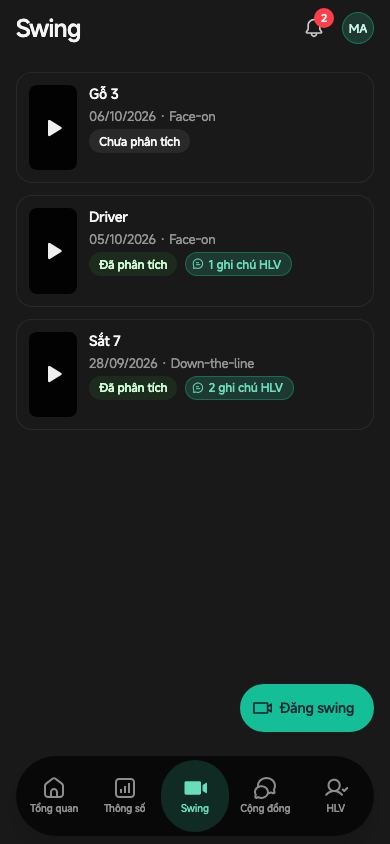 Swing
2
MA
Gỗ 3
06/10/2026 · Face-on
Chưa phân tích
Driver
05/10/2026 · Face-on
Đã phân tích
1 ghi chú HLV
Sắt 7
28/09/2026 · Down-the-line
Đã phân tích
2 ghi chú HLV
Đăng swing
Tổng quan
Thông số
Swing
Cộng đồng
HLV